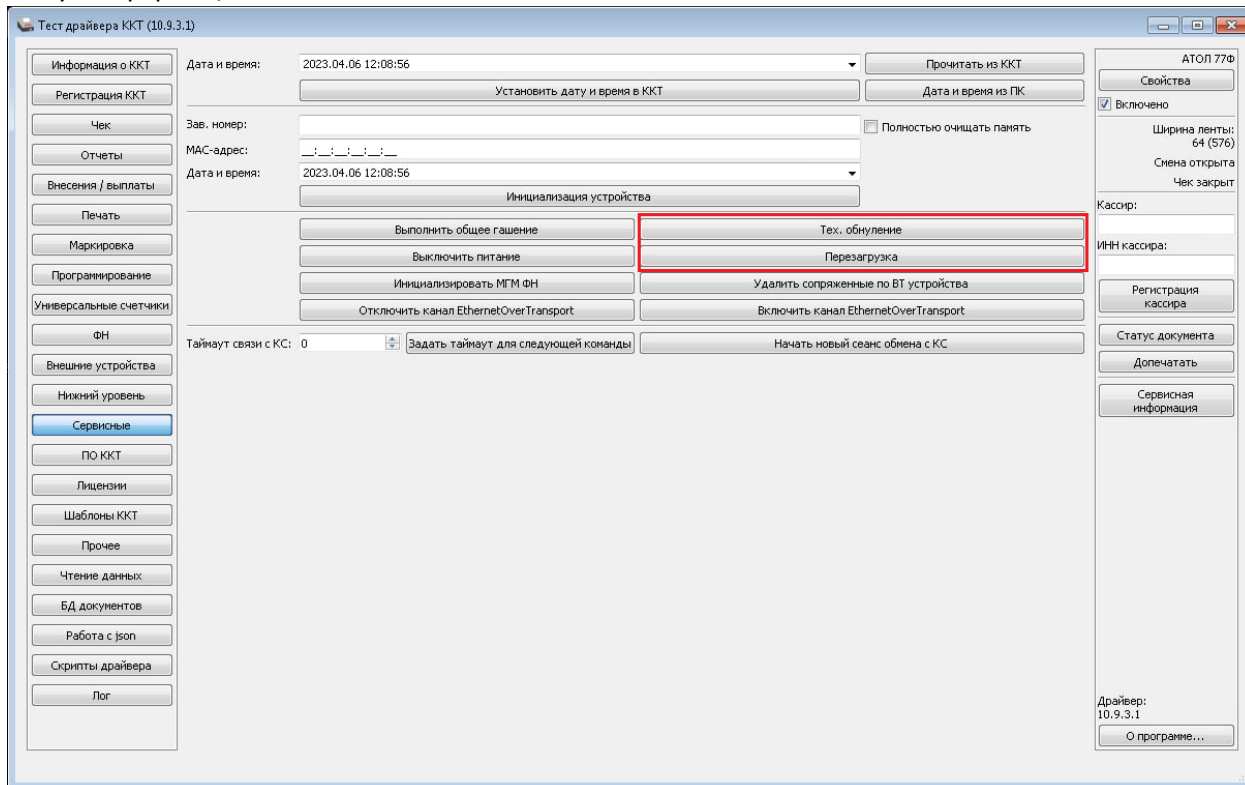 Тест драйвера ККТ (10.9.3.1)
Информация о ККТ
Регистрация ККТ
Чек
Отчеты
Внесения / выплаты
Печать
Маркировка
Программирование
Универсальные счетчики
ФН
Внешние устройства
Нижний уровень
Сервисные
ПО ККТ
Лицензии
Шаблоны ККТ
Прочее
Чтение данных
БД документов
Работа с json
Скрипты драйвера
Лог
Дата и время: 2023.04.06 12:08:56 Прочитать из ККТ
Установить дату и время в ККТ Дата и время из ПК
Зав. номер: Полностью очищать память
MAC-адрес: __:__:__:__:__:__
Дата и время: 2023.04.06 12:08:56
Инициализация устройства
Выполнить общее гашение Тех. обнуление
Выключить питание Перезагрузка
Инициализировать МГМ ФН Удалить сопряженные по BT устройства
Отключить канал EthernetOverTransport Включить канал EthernetOverTransport
Таймаут связи с КС: 0 Задать таймаут для следующей команды Начать новый сеанс обмена с КС
АТОЛ 77Ф
Свойства
Включено
Ширина ленты:
64 (576)
Смена открыта
Чек закрыт
Кассир:
ИНН кассира:
Регистрация
кассира
Статус документа
Допечатать
Сервисная
информация
Драйвер:
10.9.3.1
О программе...